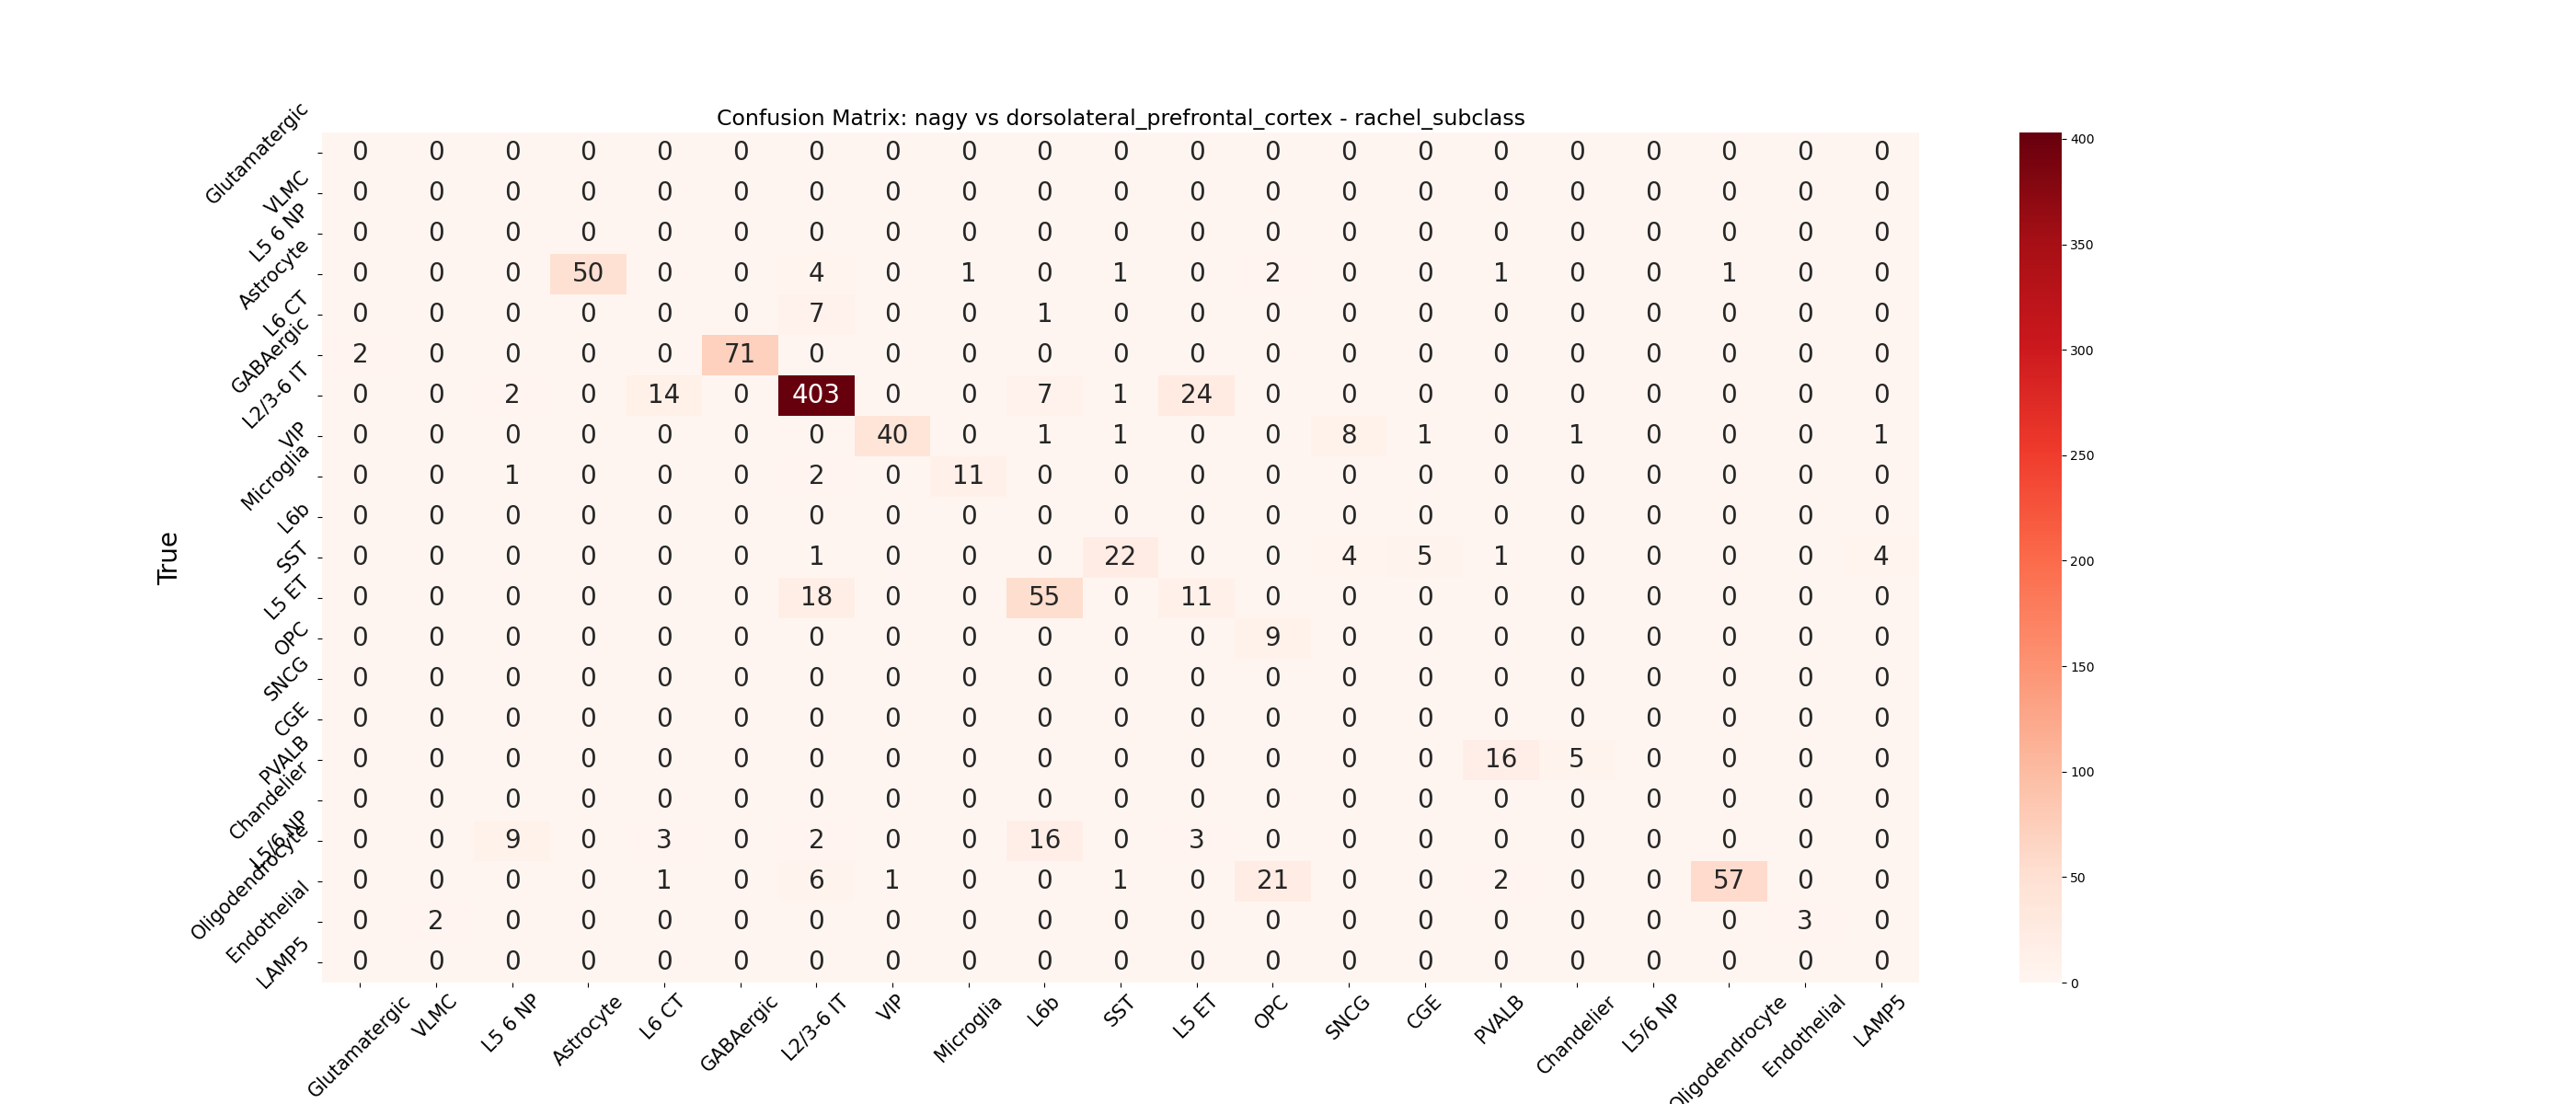 Confusion Matrix: nagy vs dorsolateral_prefrontal_cortex - rachel_subclass
True
Glutamatergic 0 0 0 0 0 0 0 0 0 0 0 0 0 0 0 0 0 0 0 0 0
VLMC 0 0 0 0 0 0 0 0 0 0 0 0 0 0 0 0 0 0 0 0 0
L5 6 NP 0 0 0 0 0 0 0 0 0 0 0 0 0 0 0 0 0 0 0 0 0
Astrocyte 0 0 0 50 0 0 4 0 1 0 1 0 2 0 0 1 0 0 1 0 0
L6 CT 0 0 0 0 0 0 7 0 0 1 0 0 0 0 0 0 0 0 0 0 0
GABAergic 2 0 0 0 0 71 0 0 0 0 0 0 0 0 0 0 0 0 0 0 0
L2/3-6 IT 0 0 2 0 14 0 403 0 0 7 1 24 0 0 0 0 0 0 0 0 0
VIP 0 0 0 0 0 0 0 40 0 1 1 0 0 8 1 0 1 0 0 0 1
Microglia 0 0 1 0 0 0 2 0 11 0 0 0 0 0 0 0 0 0 0 0 0
L6b 0 0 0 0 0 0 0 0 0 0 0 0 0 0 0 0 0 0 0 0 0
SST 0 0 0 0 0 0 1 0 0 0 22 0 0 4 5 1 0 0 0 0 4
L5 ET 0 0 0 0 0 0 18 0 0 55 0 11 0 0 0 0 0 0 0 0 0
OPC 0 0 0 0 0 0 0 0 0 0 0 0 9 0 0 0 0 0 0 0 0
SNCG 0 0 0 0 0 0 0 0 0 0 0 0 0 0 0 0 0 0 0 0 0
CGE 0 0 0 0 0 0 0 0 0 0 0 0 0 0 0 0 0 0 0 0 0
PVALB 0 0 0 0 0 0 0 0 0 0 0 0 0 0 0 16 5 0 0 0 0
Chandelier 0 0 0 0 0 0 0 0 0 0 0 0 0 0 0 0 0 0 0 0 0
L5/6 NP 0 0 9 0 3 0 2 0 0 16 0 3 0 0 0 0 0 0 0 0 0
Oligodendrocyte 0 0 0 0 1 0 6 1 0 0 1 0 21 0 0 2 0 0 57 0 0
Endothelial 0 2 0 0 0 0 0 0 0 0 0 0 0 0 0 0 0 0 0 3 0
LAMP5 0 0 0 0 0 0 0 0 0 0 0 0 0 0 0 0 0 0 0 0 0
Glutamatergic VLMC L5 6 NP Astrocyte L6 CT GABAergic L2/3-6 IT VIP Microglia L6b SST L5 ET OPC SNCG CGE PVALB Chandelier L5/6 NP Oligodendrocyte Endothelial LAMP5
400
350
300
250
200
150
100
50
0